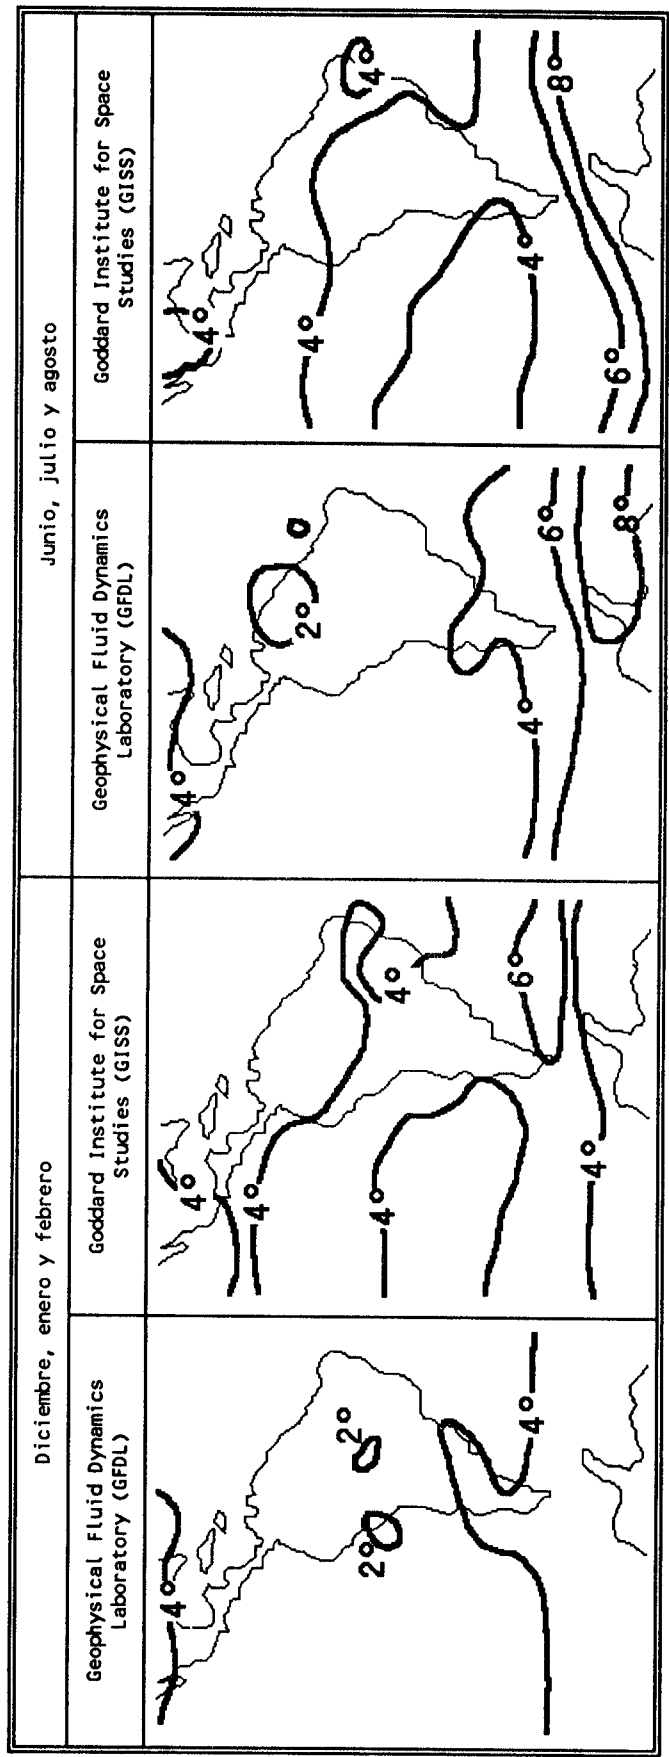 Diciembre, enero y febrero
Junio, julio y agosto
Geophysical Fluid Dynamics
Laboratory (GFDL)
Goddard Institute for Space
Studies (GISS)
Geophysical Fluid Dynamics
Laboratory (GFDL)
Goddard Institute for Space
Studies (GISS)
4°
2°
2°
4°
4°
4°
4°
4°
6°
4°
4°
2°
4°
6°
8°
4°
4°
4°
4°
6°
8°